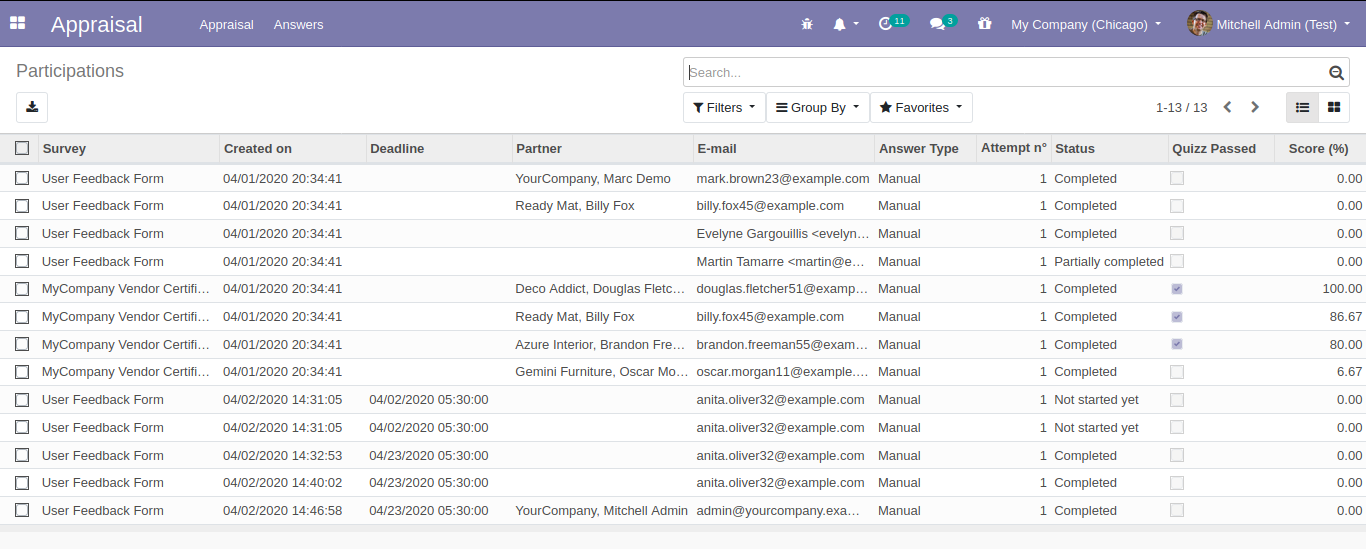 Appraisal Appraisal Answers 11 3 My Company (Chicago) Mitchell Admin (Test)
Participations Search...
Filters Group By Favorites 1-13 / 13
Survey Created on Deadline Partner E-mail Answer Type Attempt n° Status Quizz Passed Score (%)
User Feedback Form 04/01/2020 20:34:41 YourCompany, Marc Demo mark.brown23@example.com Manual 1 Completed 0.00
User Feedback Form 04/01/2020 20:34:41 Ready Mat, Billy Fox billy.fox45@example.com Manual 1 Completed 0.00
User Feedback Form 04/01/2020 20:34:41 Evelyne Gargouillis <evelyn... Manual 1 Completed 0.00
User Feedback Form 04/01/2020 20:34:41 Martin Tamarre <martin@e... Manual 1 Partially completed 0.00
MyCompany Vendor Certifi... 04/01/2020 20:34:41 Deco Addict, Douglas Fletc... douglas.fletcher51@examp... Manual 1 Completed 100.00
MyCompany Vendor Certifi... 04/01/2020 20:34:41 Ready Mat, Billy Fox billy.fox45@example.com Manual 1 Completed 86.67
MyCompany Vendor Certifi... 04/01/2020 20:34:41 Azure Interior, Brandon Fre... brandon.freeman55@exam... Manual 1 Completed 80.00
MyCompany Vendor Certifi... 04/01/2020 20:34:41 Gemini Furniture, Oscar Mo... oscar.morgan11@example.... Manual 1 Completed 6.67
User Feedback Form 04/02/2020 14:31:05 04/02/2020 05:30:00 anita.oliver32@example.com Manual 1 Not started yet 0.00
User Feedback Form 04/02/2020 14:31:05 04/02/2020 05:30:00 anita.oliver32@example.com Manual 1 Not started yet 0.00
User Feedback Form 04/02/2020 14:32:53 04/23/2020 05:30:00 anita.oliver32@example.com Manual 1 Completed 0.00
User Feedback Form 04/02/2020 14:40:02 04/23/2020 05:30:00 anita.oliver32@example.com Manual 1 Completed 0.00
User Feedback Form 04/02/2020 14:46:58 04/23/2020 05:30:00 YourCompany, Mitchell Admin admin@yourcompany.exa... Manual 1 Completed 0.00